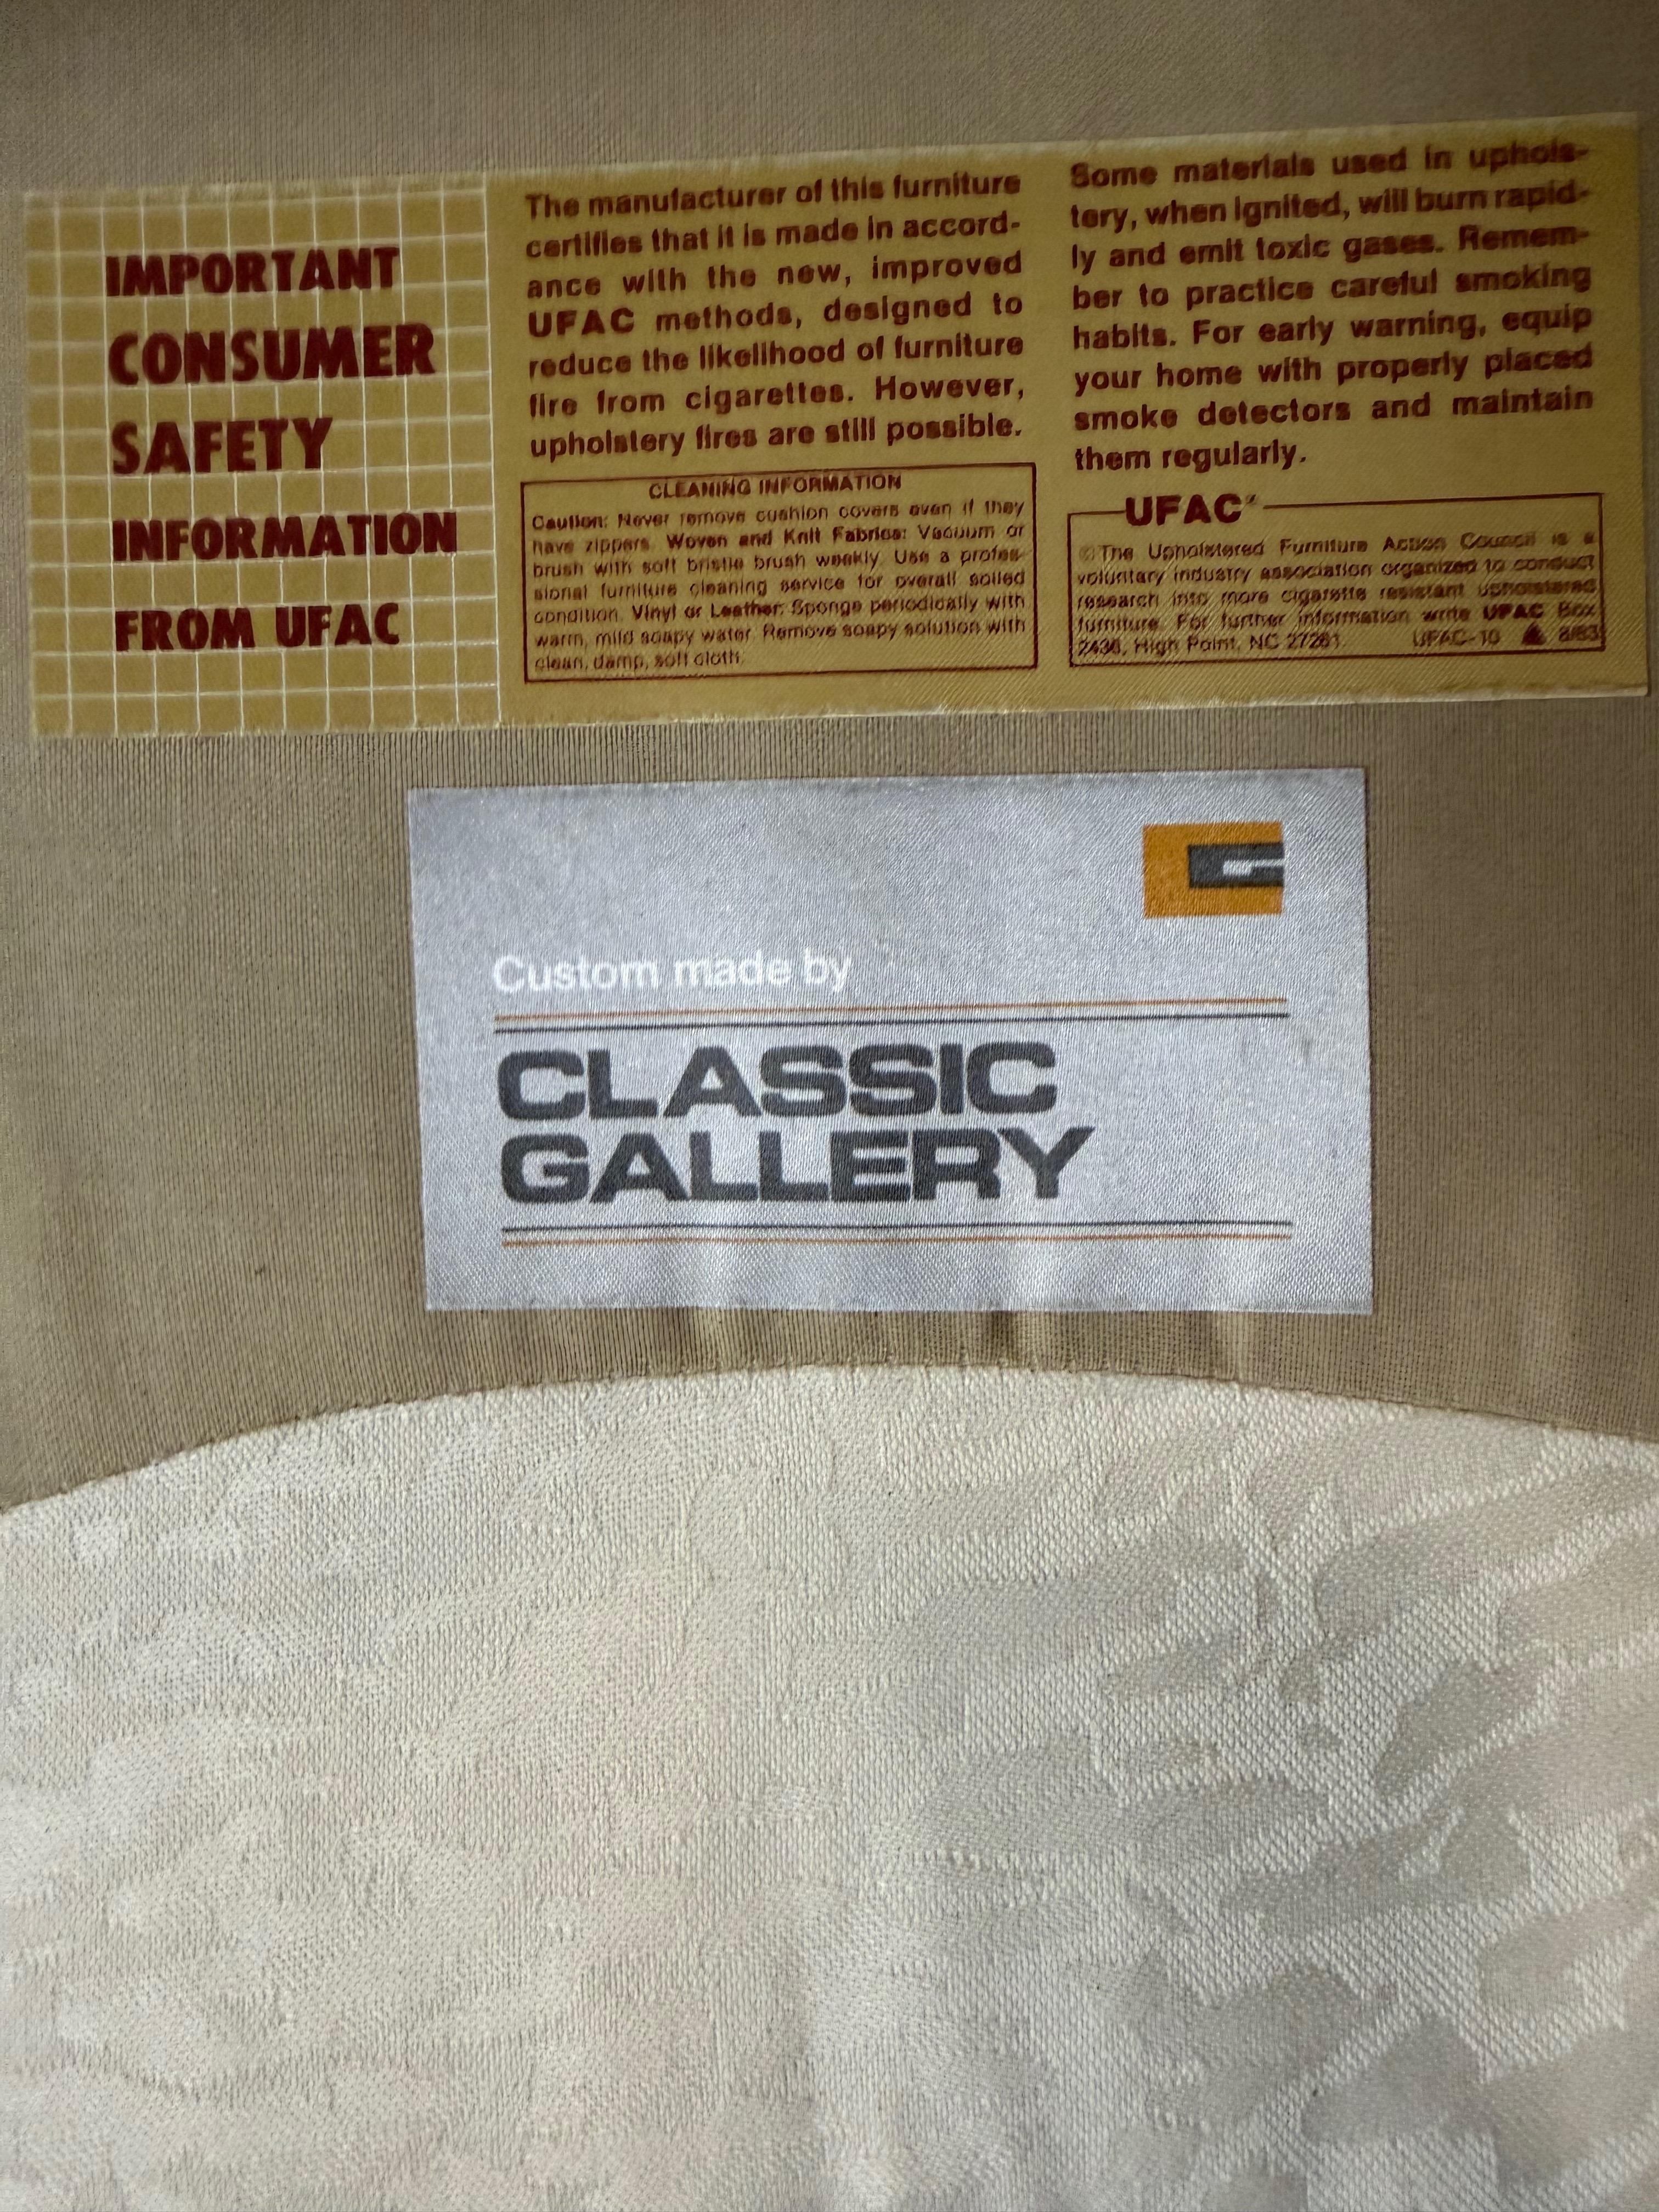 IMPORTANT
CONSUMER
SAFETY
INFORMATION
FROM UFAC
The manufacturer of this furniture
certifies that it is made in accord-
ance with the new, improved
UFAC methods, designed to
reduce the likelihood of furniture
fire from cigarettes. However,
upholstery fires are still possible.
CLEANING INFORMATION
Caution: Never remove cushion covers even if they
have zippers. Woven and Knit Fabrics: Vacuum or
brush with soft bristle brush weekly. Use a profes-
sional furniture cleaning service for overall soiled
condition. Vinyl or Leather: Sponge periodically with
warm, mild soapy water. Remove soapy solution with
clean, damp, soft cloth.
Some materials used in uphols-
tery, when ignited, will burn rapid-
ly and emit toxic gases. Remem-
ber to practice careful smoking
habits. For early warning, equip
your home with properly placed
smoke detectors and maintain
them regularly.
UFAC
©The Upholstered Furniture Action Council is a
voluntary industry association organized to conduct
research into more cigarette resistant upholstered
furniture. For further information write UFAC Box
2436, High Point, NC 27261. UFAC-10 8/83
Custom made by
CLASSIC
GALLERY